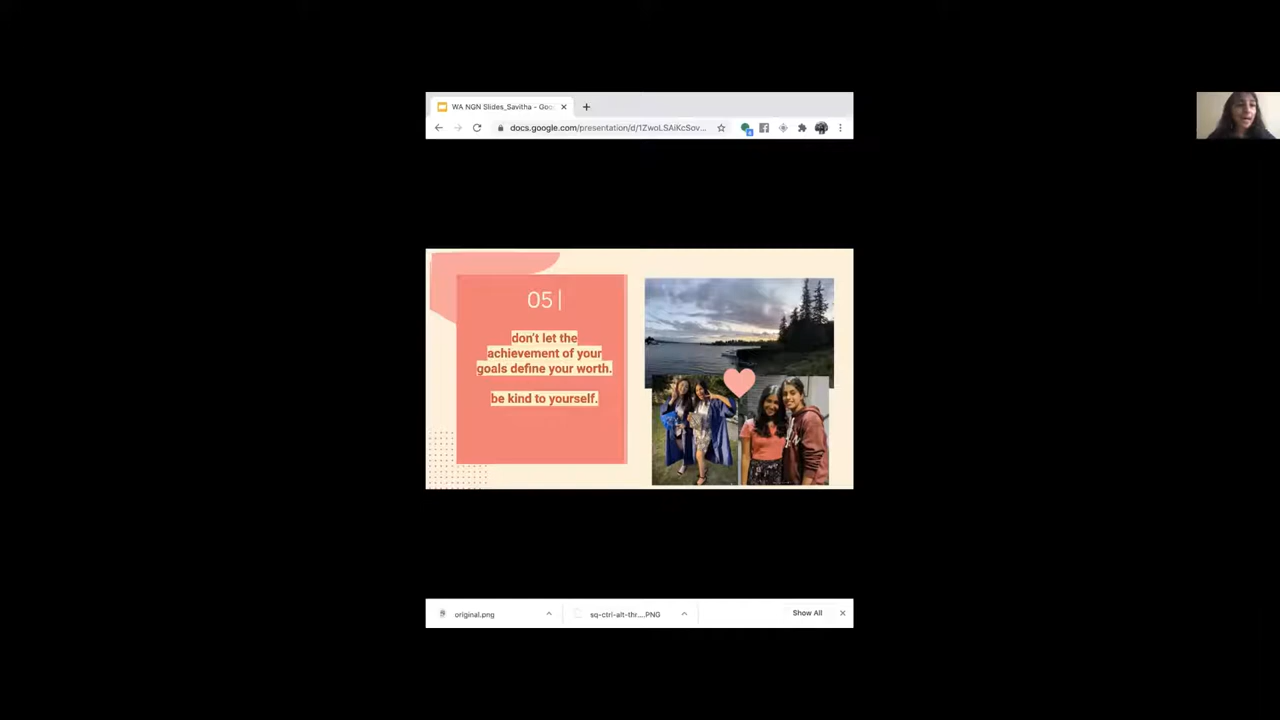 WA NGN Slides_Savitha - Goo
docs.google.com/presentation/d/1ZwoLSAiKcSov...
05 |
don't let the
achievement of your
goals define your worth.
be kind to yourself.
original.png
sq-ctrl-alt-thr....PNG
Show All